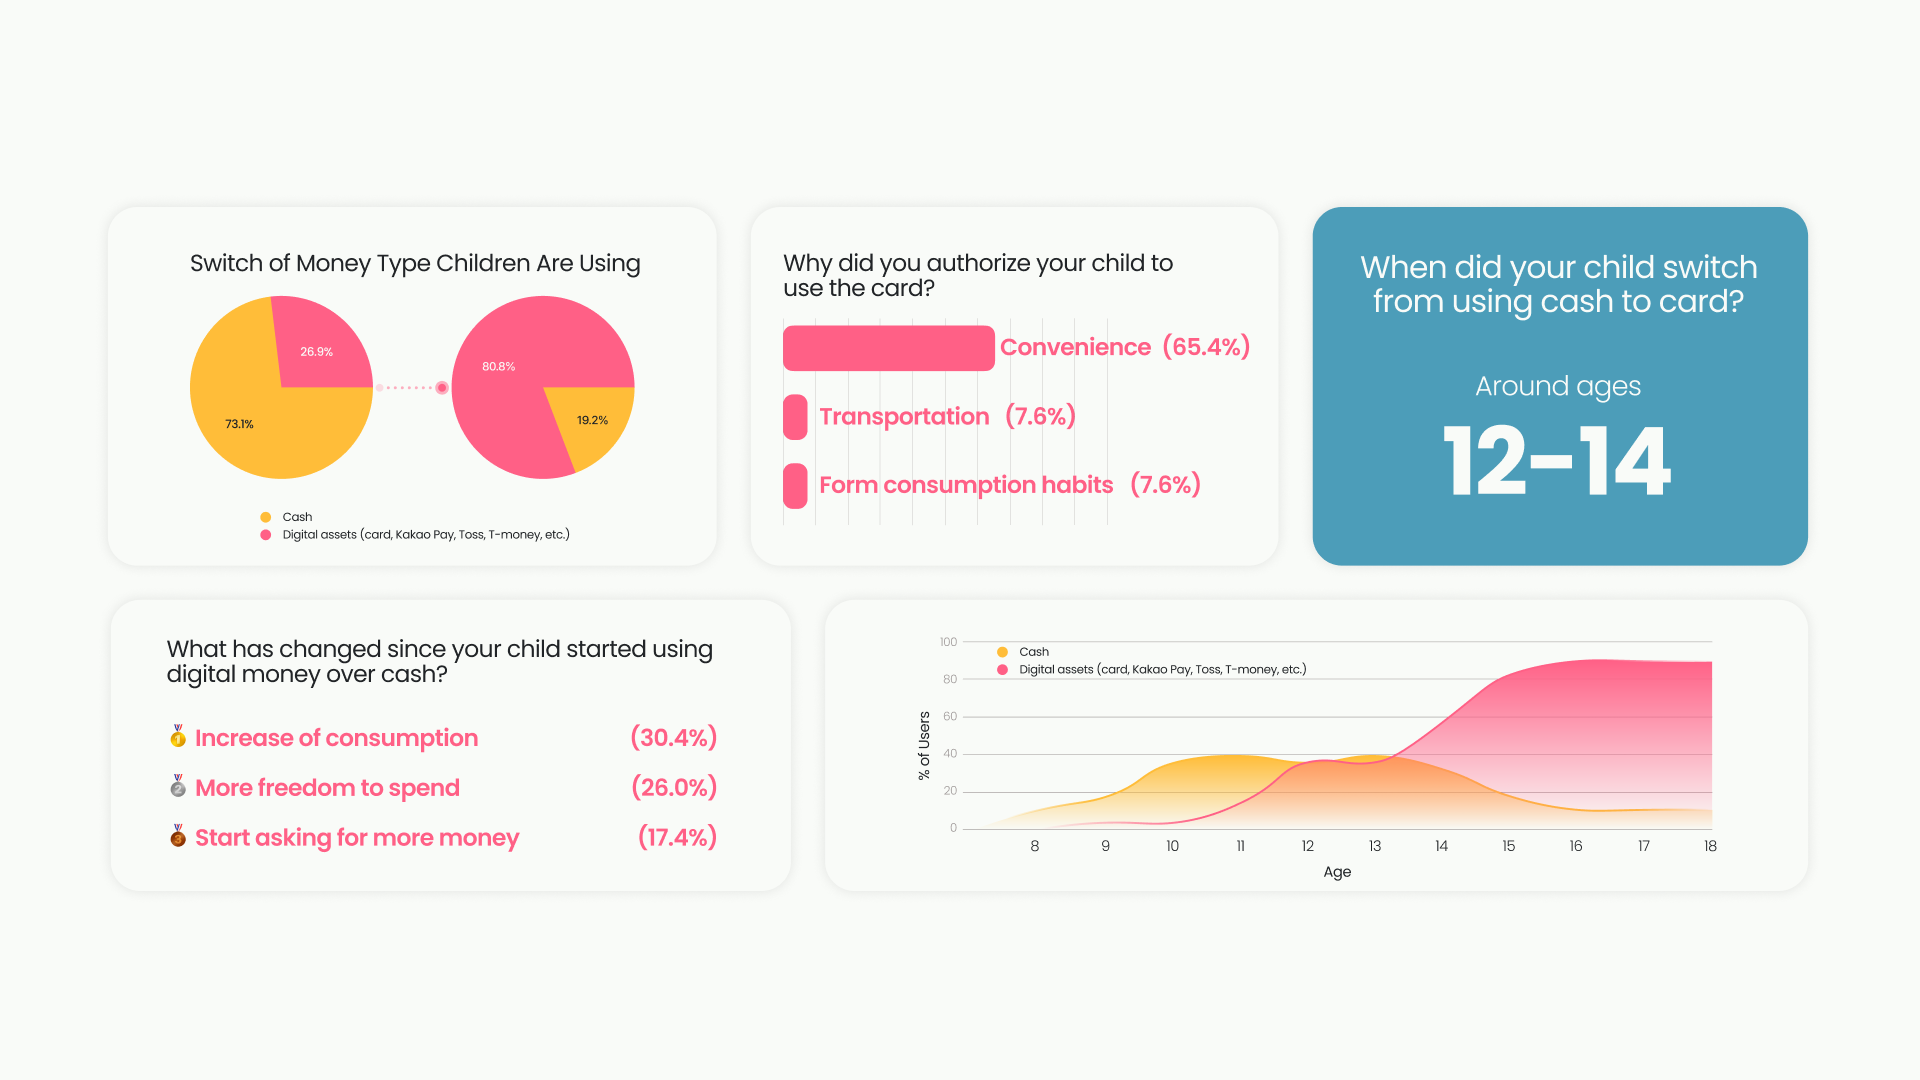 Switch of Money Type Children Are Using
26.9%
73.1%
80.8%
19.2%
Cash
Digital assets (card, Kakao Pay, Toss, T-money, etc.)
Why did you authorize your child to
use the card?
Convenience (65.4%)
Transportation (7.6%)
Form consumption habits (7.6%)
When did your child switch
from using cash to card?
Around ages
12-14
What has changed since your child started using
digital money over cash?
1 Increase of consumption (30.4%)
2 More freedom to spend (26.0%)
3 Start asking for more money (17.4%)
Cash
Digital assets (card, Kakao Pay, Toss, T-money, etc.)
% of Users
100
80
60
40
20
0
8 9 10 11 12 13 14 15 16 17 18
Age